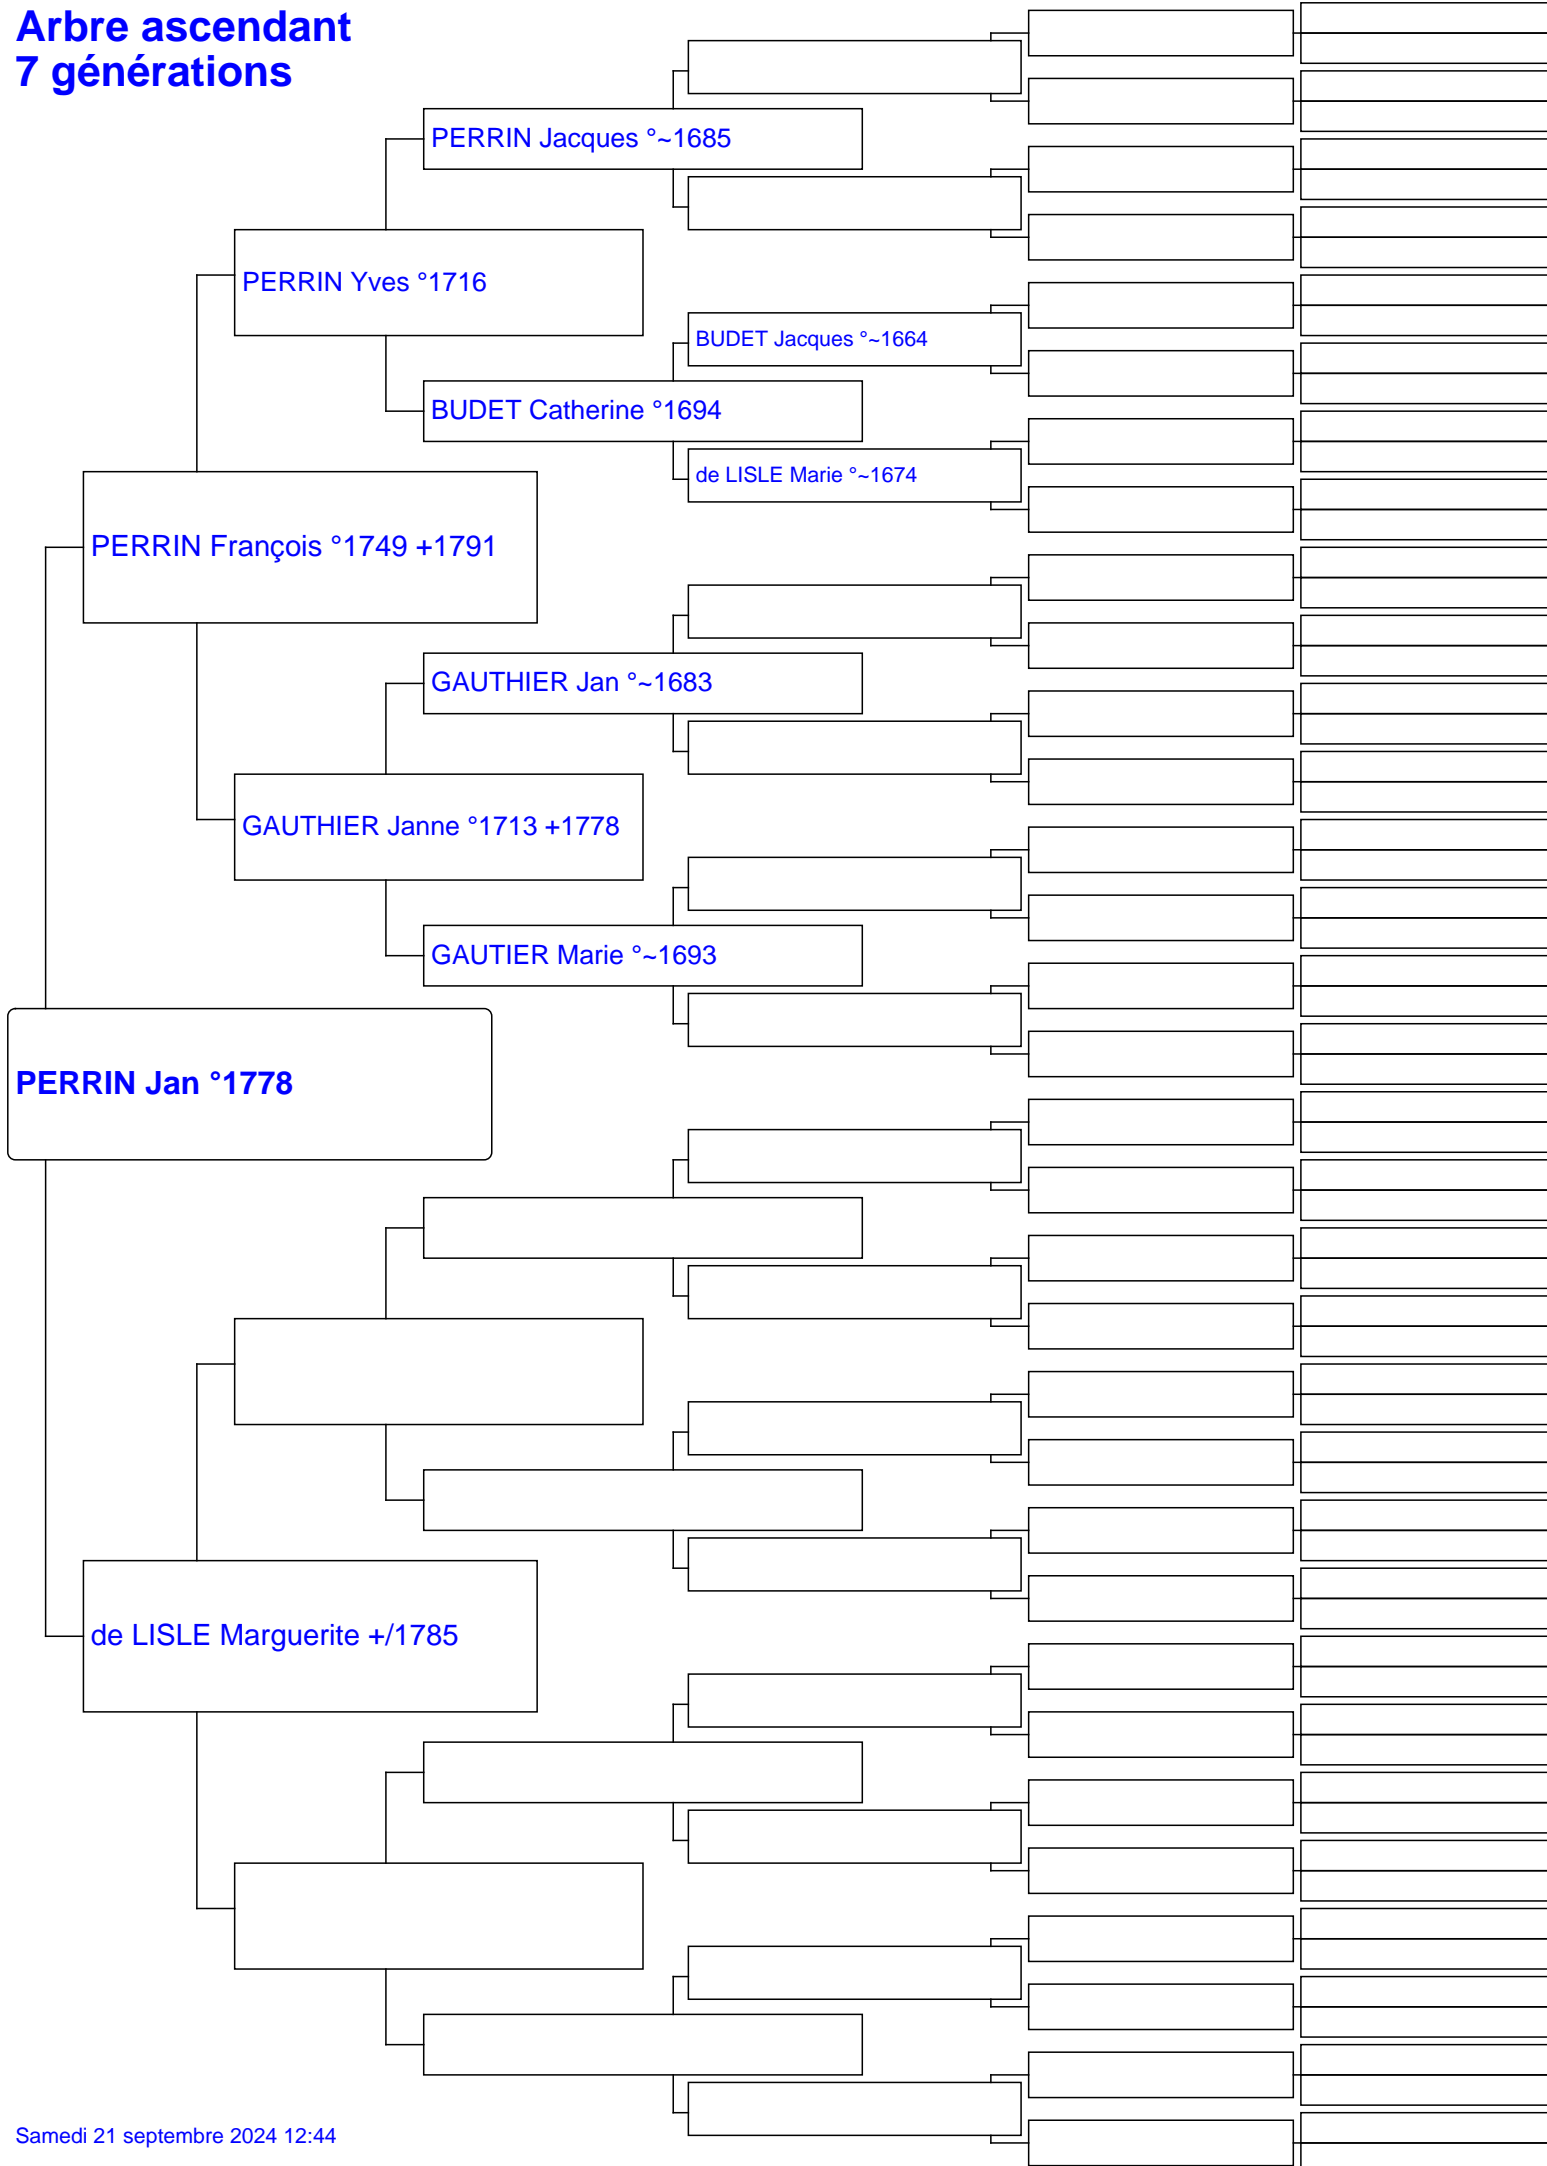 Arbre ascendant
7 générations
PERRIN Jacques °~1685
PERRIN Yves °1716
BUDET Jacques °~1664
BUDET Catherine °1694
de LISLE Marie °~1674
PERRIN François °1749 +1791
GAUTHIER Jan °~1683
GAUTHIER Janne °1713 +1778
GAUTIER Marie °~1693
PERRIN Jan °1778
de LISLE Marguerite +/1785
Samedi 21 septembre 2024 12:44